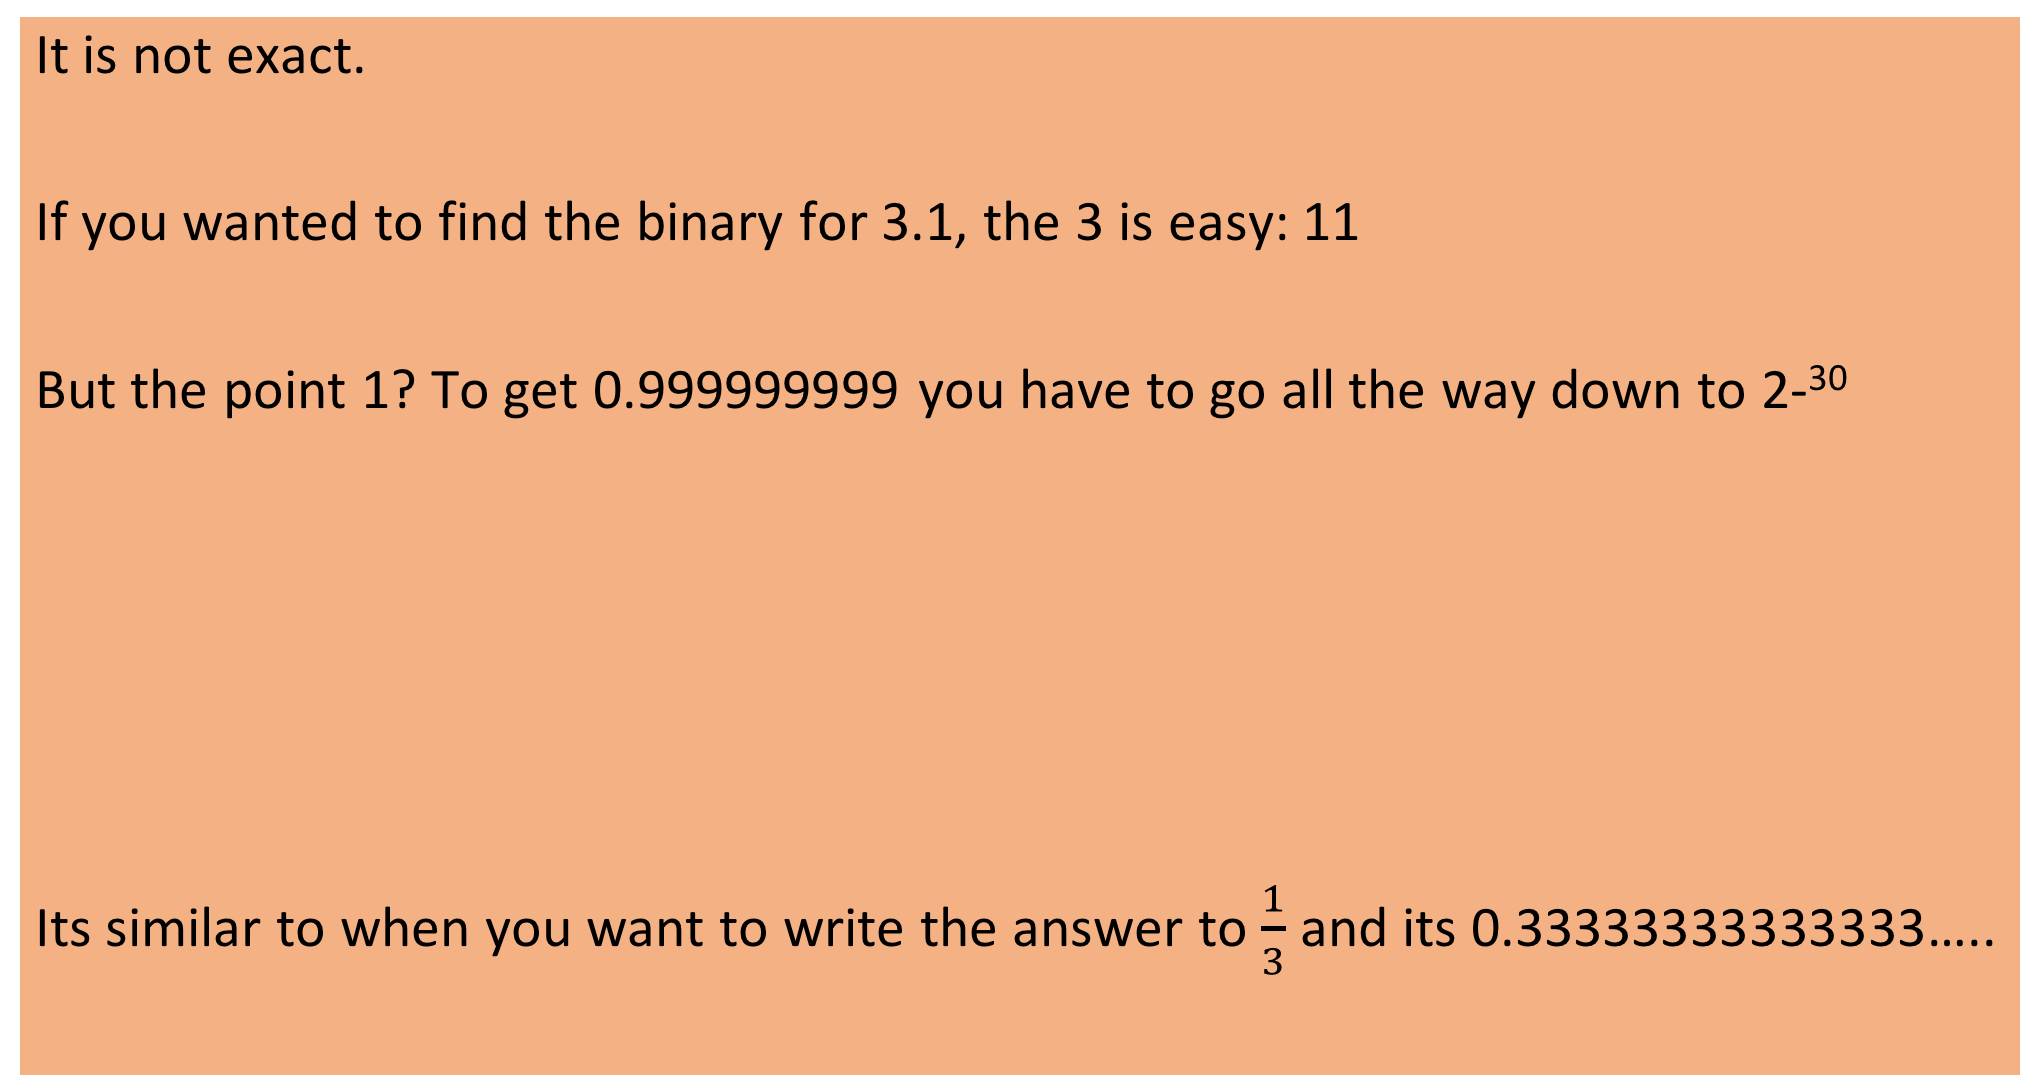 It is not exact.
If you wanted to find the binary for 3.1, the 3 is easy: 11
But the point 1? To get 0.999999999 you have to go all the way down to 2-³⁰
Its similar to when you want to write the answer to 1/3 and its 0.33333333333333.....